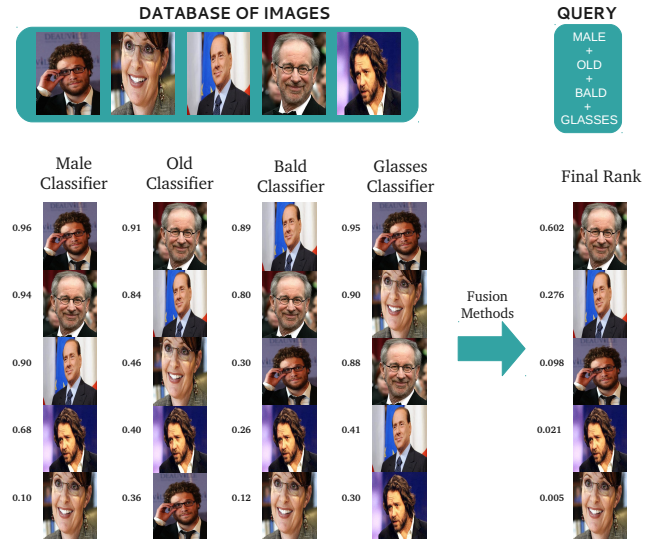 DATABASE OF IMAGES
QUERY
MALE
+
OLD
+
BALD
+
GLASSES
Male
Classifier
Old
Classifier
Bald
Classifier
Glasses
Classifier
Final Rank
0.96
0.91
0.89
0.95
0.602
0.94
0.84
0.80
0.90
0.276
Fusion
Methods
0.90
0.46
0.30
0.88
0.098
0.68
0.40
0.26
0.41
0.021
0.10
0.36
0.12
0.30
0.005